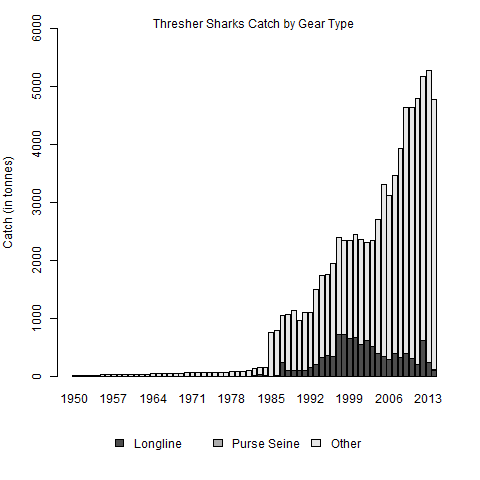 Thresher Sharks Catch by Gear Type
Catch (in tonnes)
6000
5000
4000
3000
2000
1000
0
1950 1957 1964 1971 1978 1985 1992 1999 2006 2013
Longline Purse Seine Other